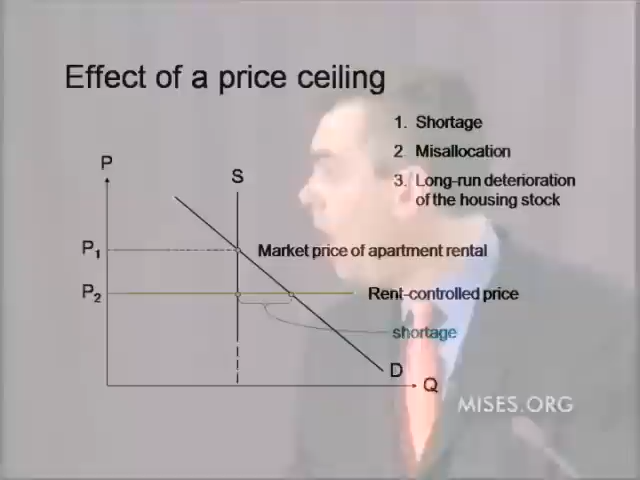 Effect of a price ceiling
1. Shortage
2 Misallocation
3. Long-run deterioration
of the housing stock
P
S
P1
Market price of apartment rental
P2
Rent-controlled price
shortage
D
Q
MISES.ORG